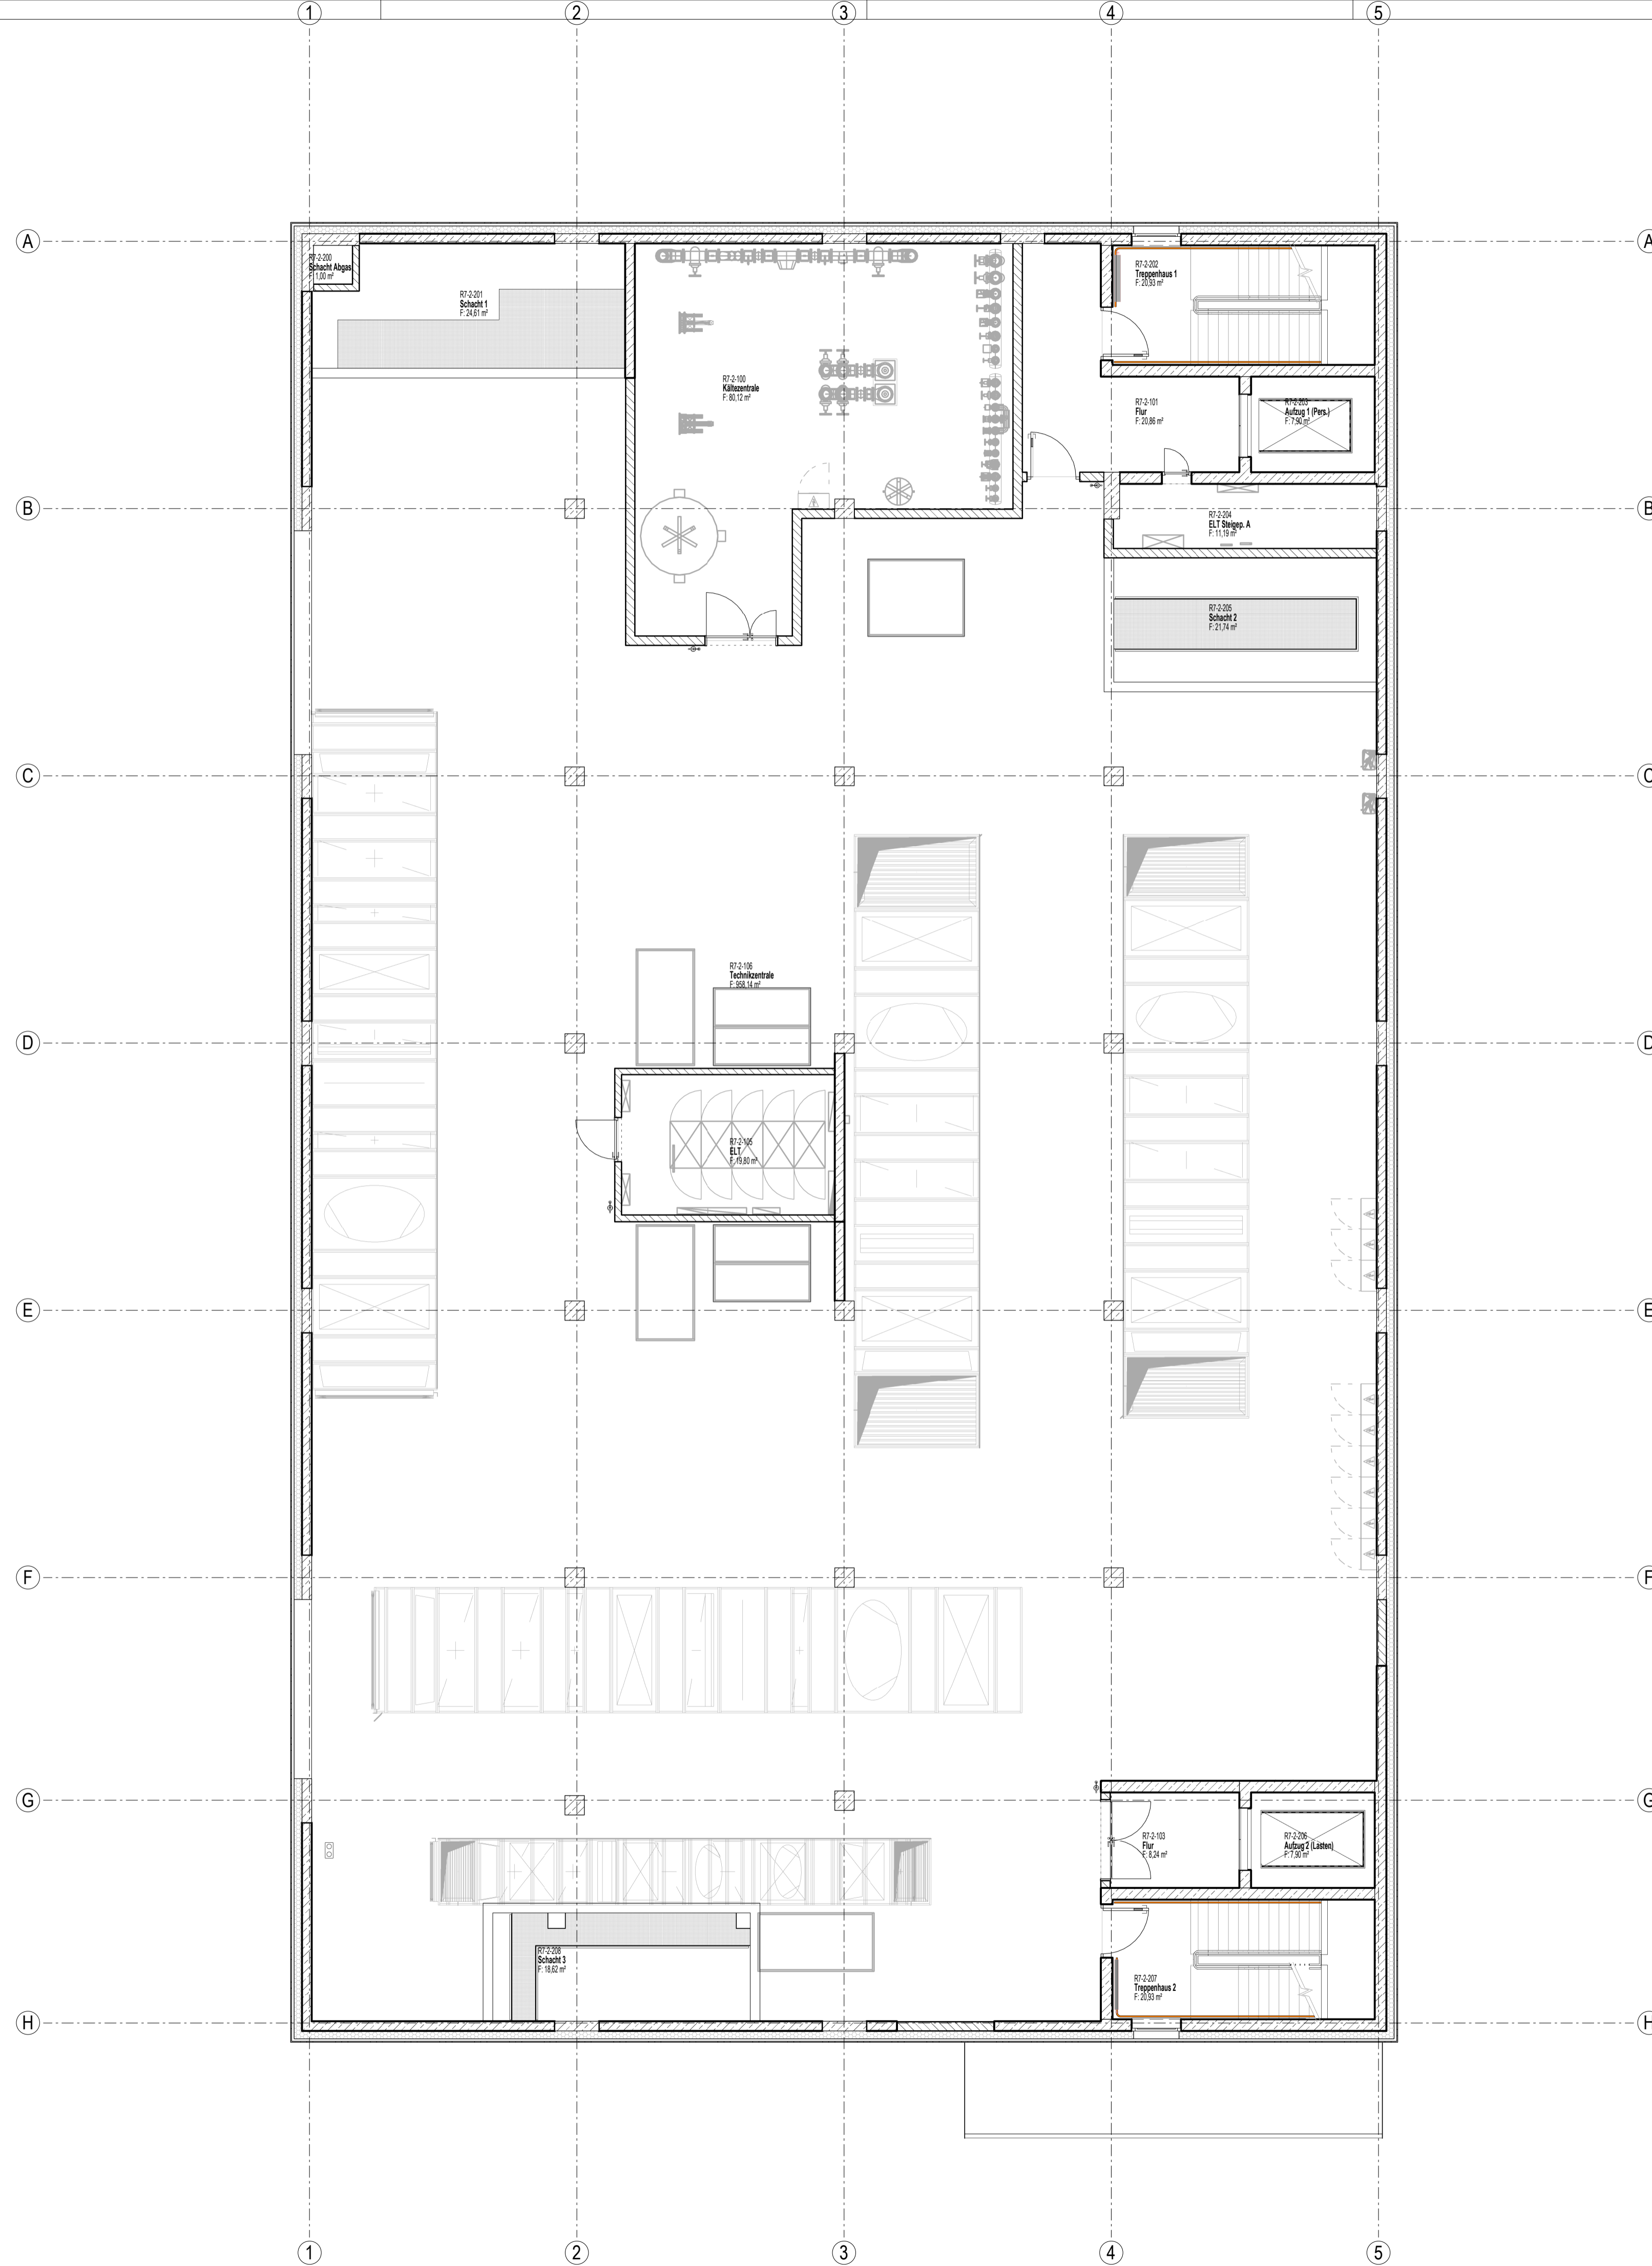 1
2
3
4
5
A
A
R7-2-200
Schacht Abgas
F: 1,00 m²
R7-2-202
Treppenhaus 1
F: 20,93 m²
R7-2-201
Schacht 1
F: 24,61 m²
R7-2-100
Kältezentrale
F: 80,12 m²
R7-2-101
Flur
F: 20,86 m²
R7-2-203
Aufzug 1 (Pers.)
F: 7,90 m²
B
B
R7-2-204
ELT Steigep. A
F: 11,19 m²
R7-2-205
Schacht 2
F: 21,74 m²
C
C
R7-2-106
Technikzentrale
F: 958,14 m²
D
D
R7-2-105
ELT
F: 19,80 m²
E
E
F
F
G
G
R7-2-103
Flur
F: 8,24 m²
R7-2-206
Aufzug 2 (Lasten)
F: 7,90 m²
R7-2-208
Schacht 3
F: 18,62 m²
R7-2-207
Treppenhaus 2
F: 20,93 m²
H
H
1
2
3
4
5